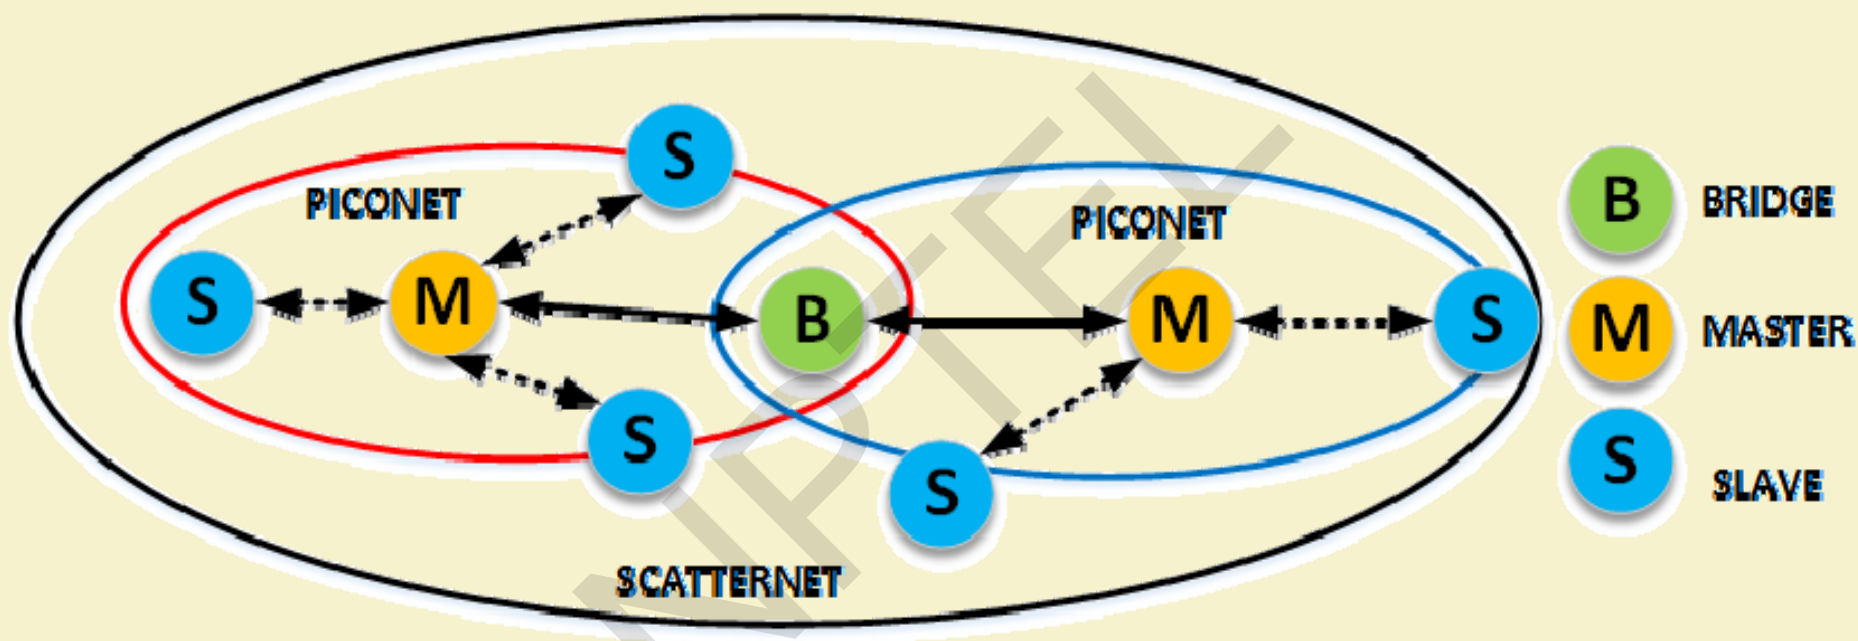 S
PICONET
PICONET
S
M
B
M
S
S
S
SCATTERNET
B
BRIDGE
M
MASTER
S
SLAVE
NPTEL